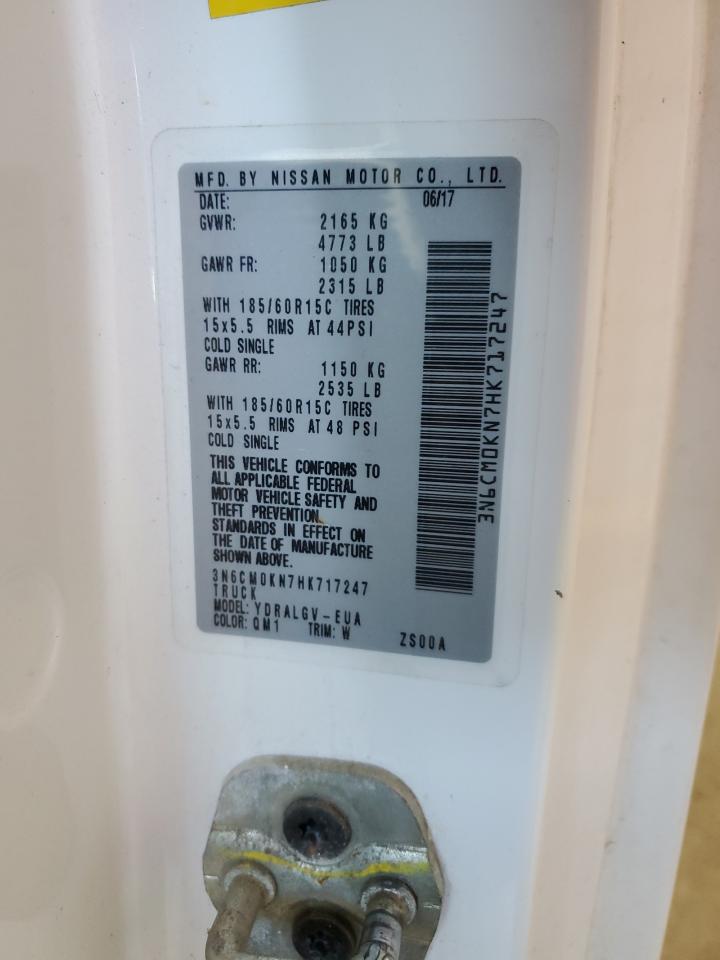 MFD. BY NISSAN MOTOR CO., LTD.
DATE: 06/17
GVWR: 2165 KG
4773 LB
GAWR FR: 1050 KG
2315 LB
WITH 185/60R15C TIRES
15x5.5 RIMS AT 44PSI
COLD SINGLE
GAWR RR: 1150 KG
2535 LB
WITH 185/60R15C TIRES
15x5.5 RIMS AT 48 PSI
COLD SINGLE
THIS VEHICLE CONFORMS TO
ALL APPLICABLE FEDERAL
MOTOR VEHICLE SAFETY AND
THEFT PREVENTION
STANDARDS IN EFFECT ON
THE DATE OF MANUFACTURE
SHOWN ABOVE.
3N6CM0KN7HK717247
TRUCK
MODEL: YDRALGV-EUA
COLOR: QM1 TRIM: W ZS00A
3N6CM0KN7HK717247